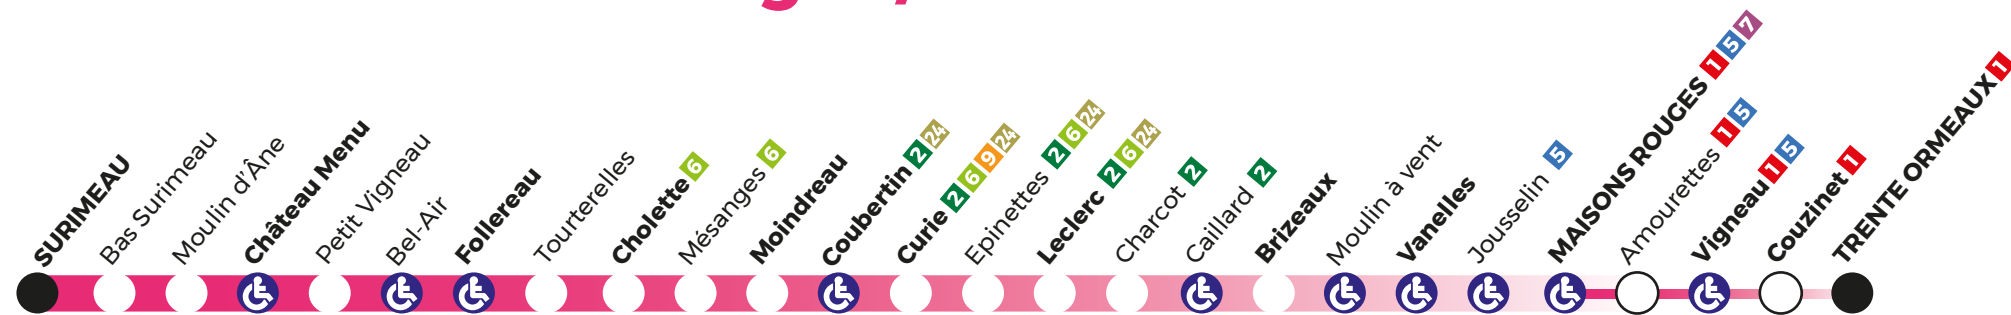 SURIMEAU
Bas Surimeau
Moulin d'Âne
Château Menu
Petit Vigneau
Bel-Air
Follereau
Tourterelles
Cholette 6
Mésanges 6
Moindreau
Coubertin 2 24
Curie 2 6 9 24
Epinettes 2 6 24
Leclerc 2 6 24
Charcot 2
Caillard 2
Brizeaux
Moulin à vent
Vanelles
Jousselin 5
MAISONS ROUGES 1 5 7
Amourettes 1 5
Vigneau 1 5
Couzinet 1
TRENTE ORMEAUX 1